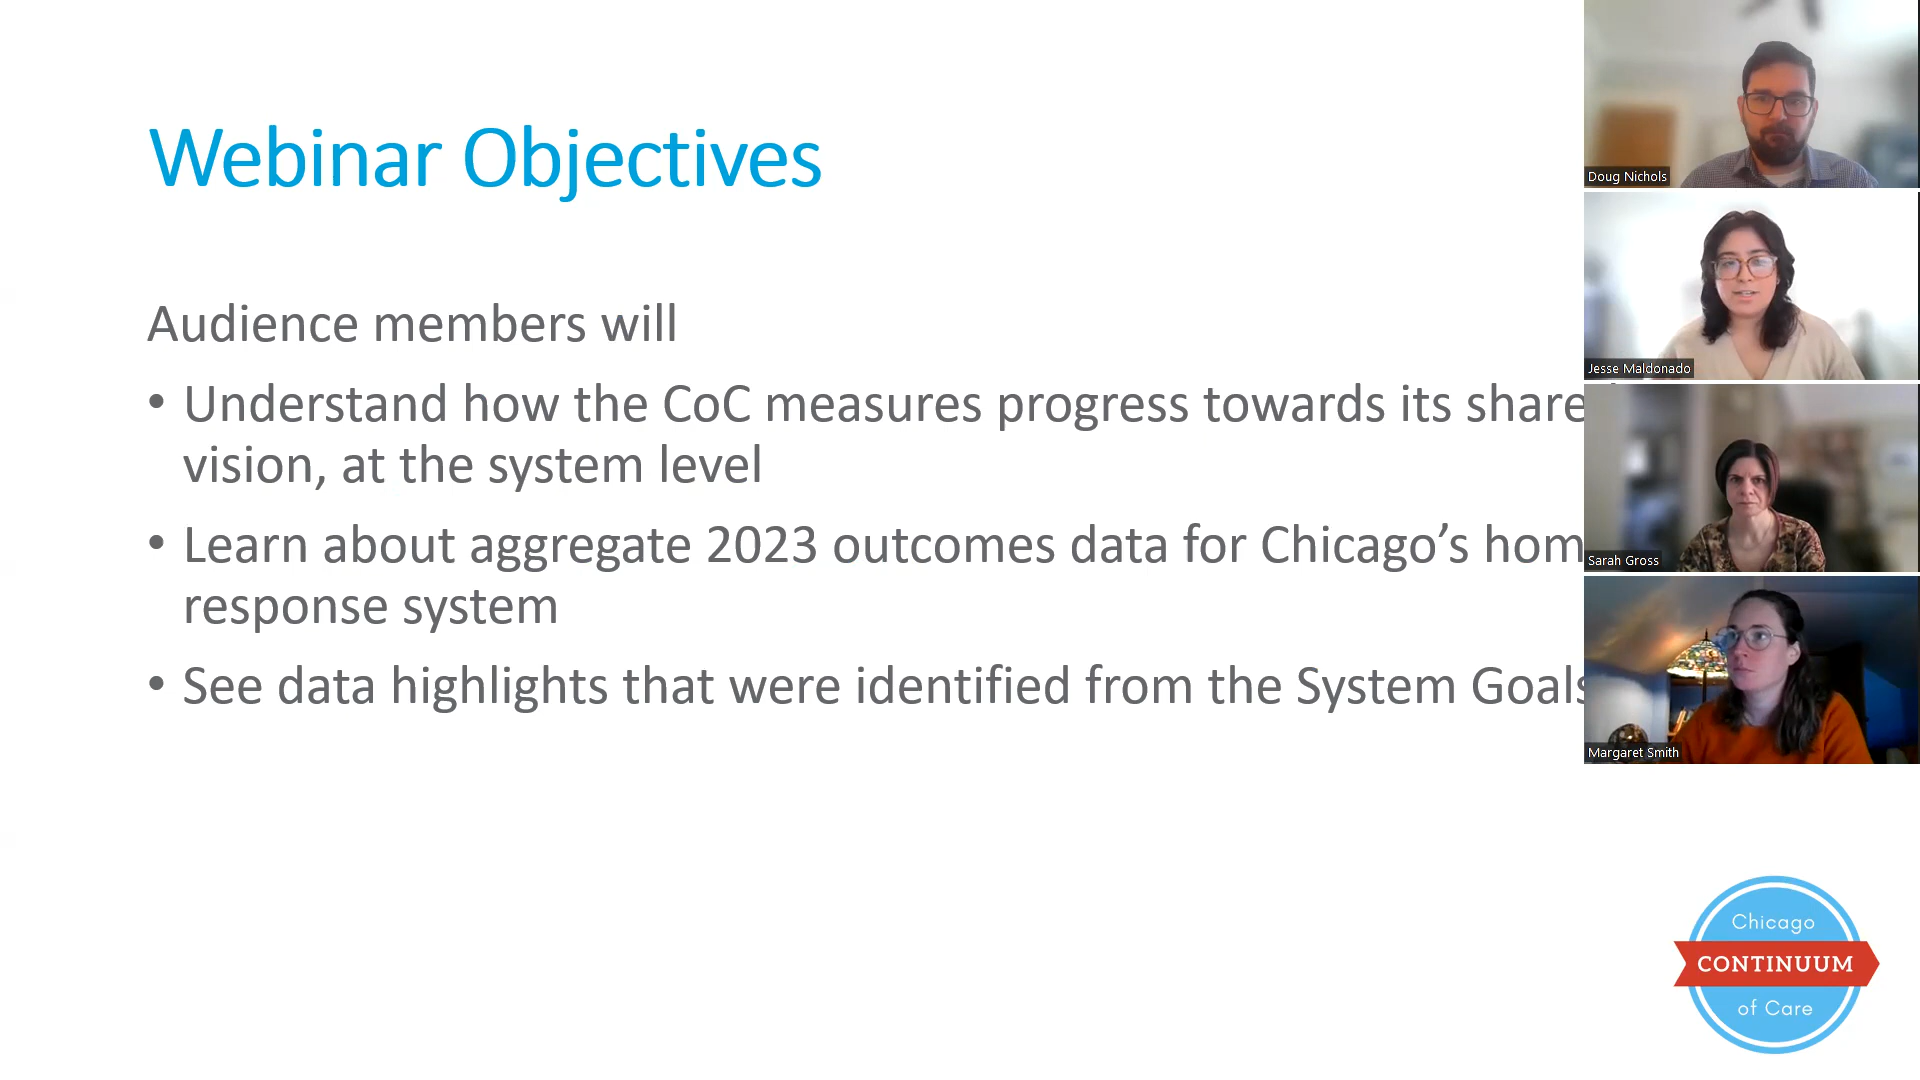 Webinar Objectives
Audience members will
• Understand how the CoC measures progress towards its share
vision, at the system level
• Learn about aggregate 2023 outcomes data for Chicago’s hom
response system
• See data highlights that were identified from the System Goals
Doug Nichols
Jesse Maldonado
Sarah Gross
Margaret Smith
Chicago
CONTINUUM
of Care